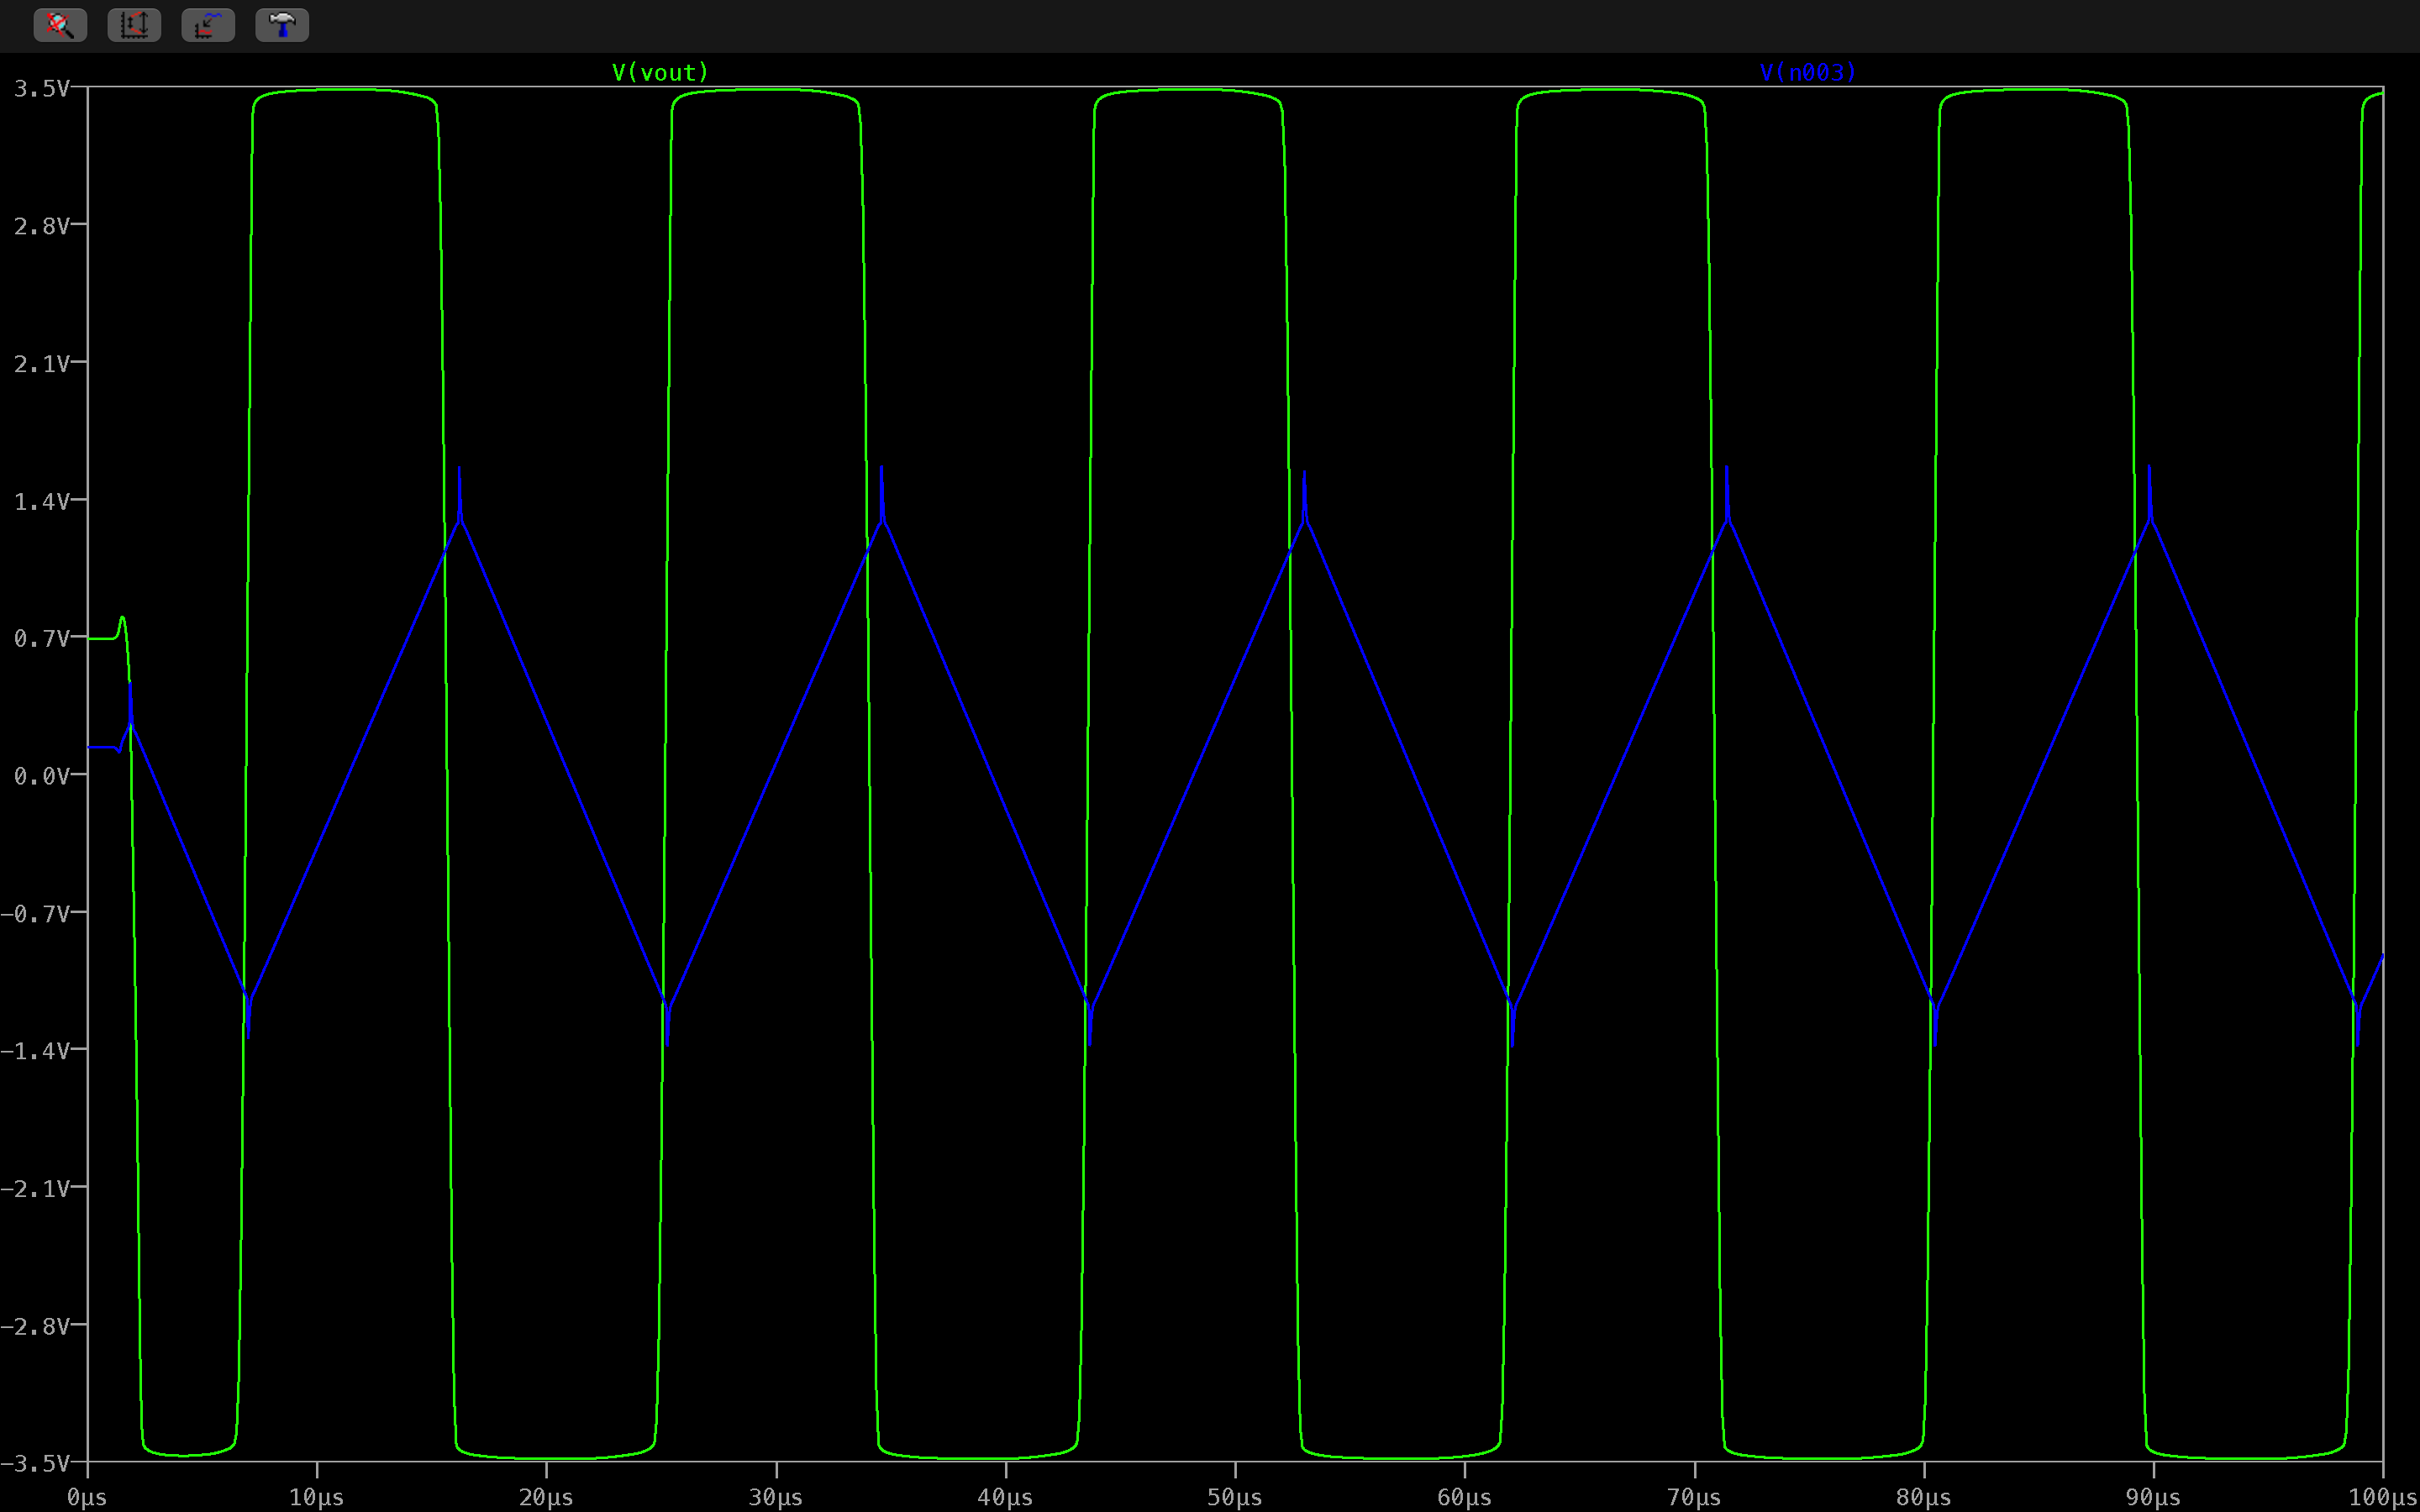 V(vout) V(n003)
3.5V
2.8V
2.1V
1.4V
0.7V
0.0V
−0.7V
−1.4V
−2.1V
−2.8V
−3.5V
0µs 10µs 20µs 30µs 40µs 50µs 60µs 70µs 80µs 90µs 100µs